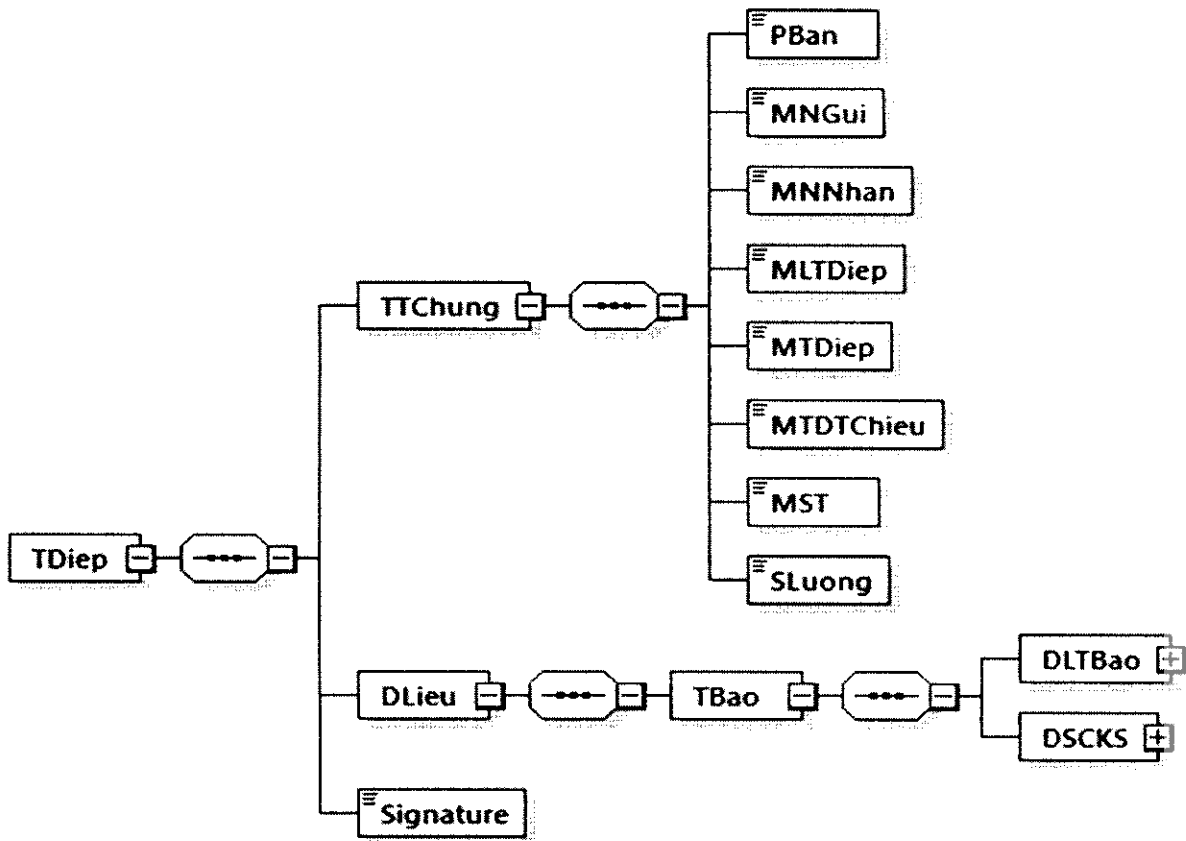 PBan
MNGui
MNNhan
MLTDiep
TTChung
MTDiep
MTDTChieu
MST
TDiep
SLuong
DLTBao
DLieu
TBao
DSCKS
Signature